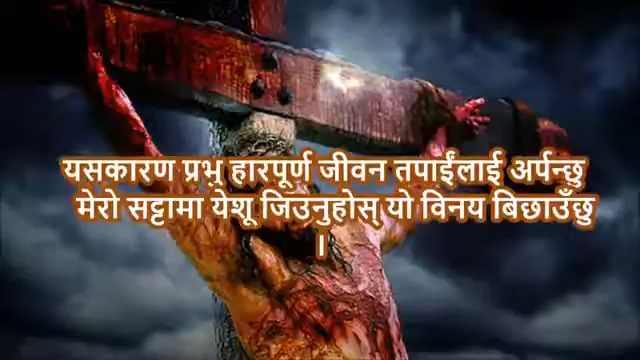 यसकारण प्रभु हारपूर्ण जीवन तपाईंलाई अर्पन्छु
मेरो सट्टामा येशू जिउनुहोस् यो विनय बिछाउँछु
।